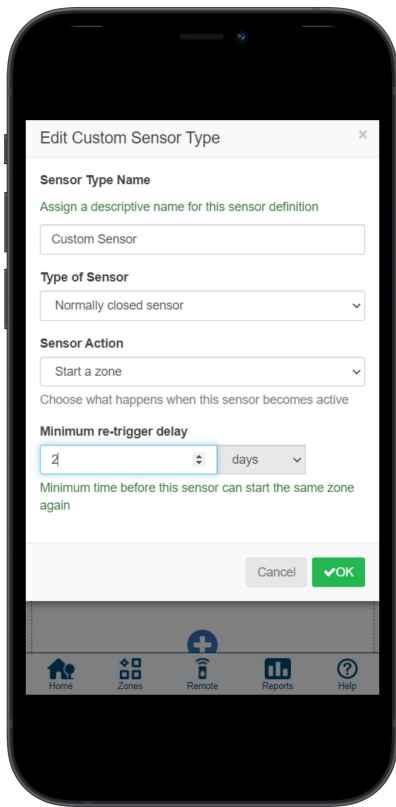 Edit Custom Sensor Type ×
Sensor Type Name
Assign a descriptive name for this sensor definition
Custom Sensor
Type of Sensor
Normally closed sensor
Sensor Action
Start a zone
Choose what happens when this sensor becomes active
Minimum re-trigger delay
2 days
Minimum time before this sensor can start the same zone
again
Cancel ✔OK
Home Zones Remote Reports Help